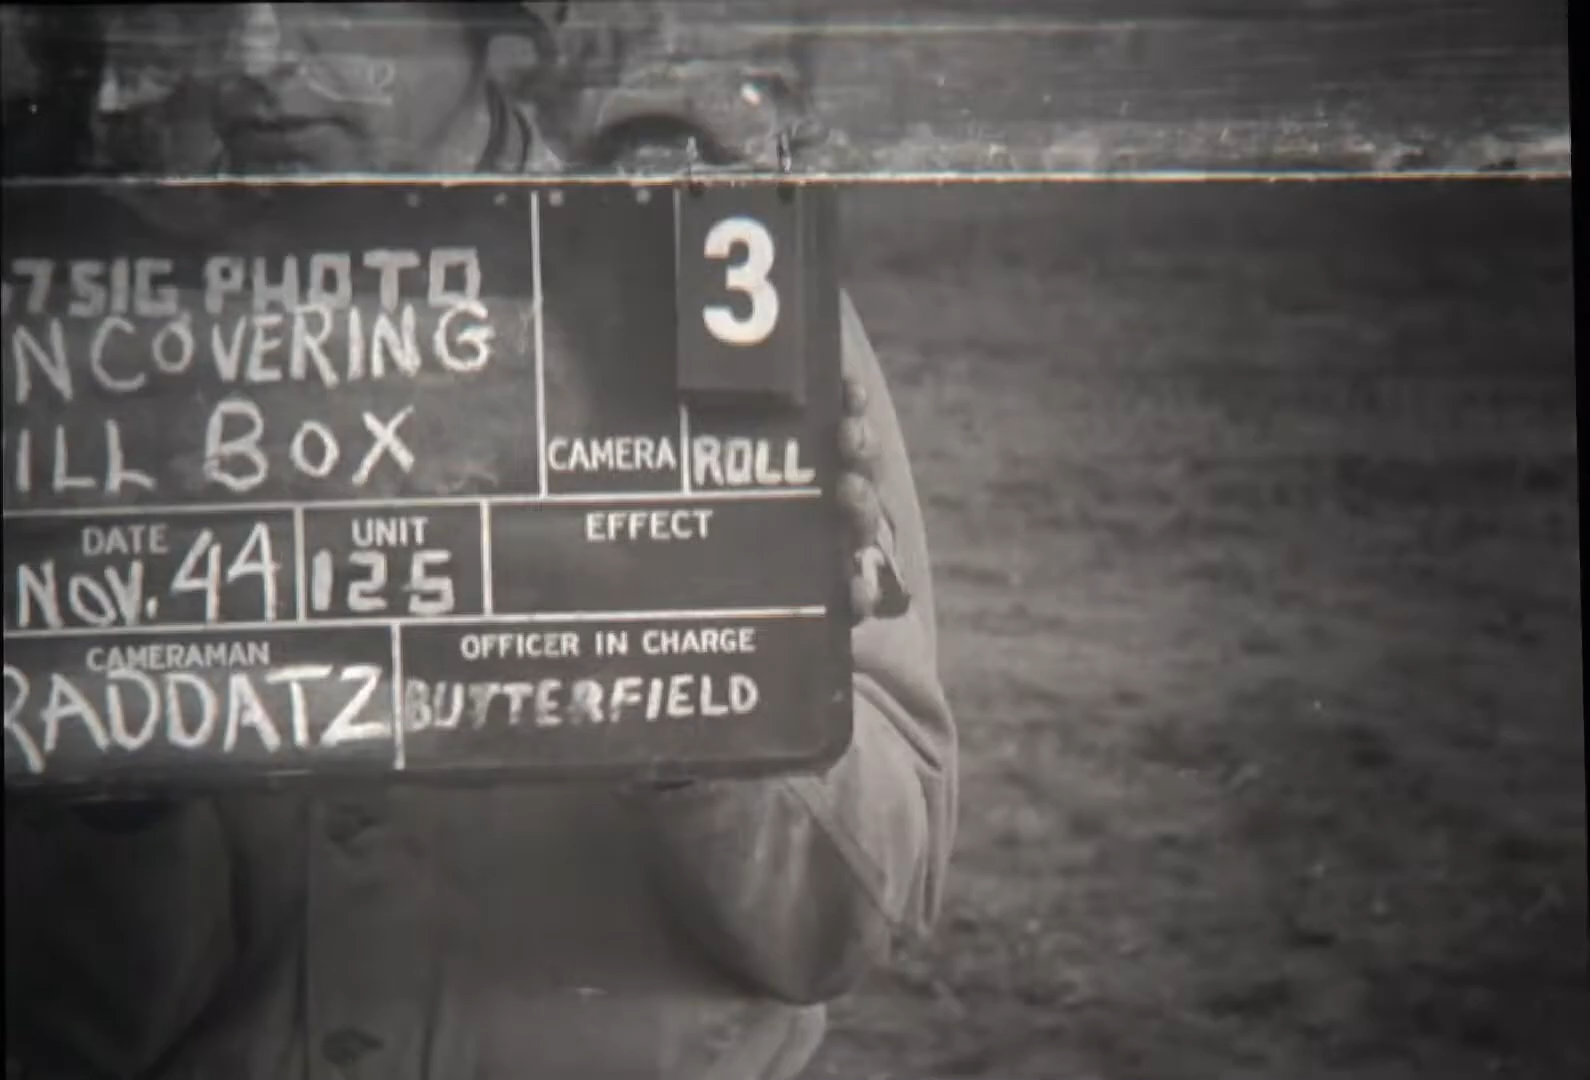 7 SIG. PHOTO
NCOVERING
ILL BOX
3
CAMERA ROLL
DATE UNIT EFFECT
NOV. 44 125
CAMERAMAN OFFICER IN CHARGE
RADDATZ BUTTERFIELD